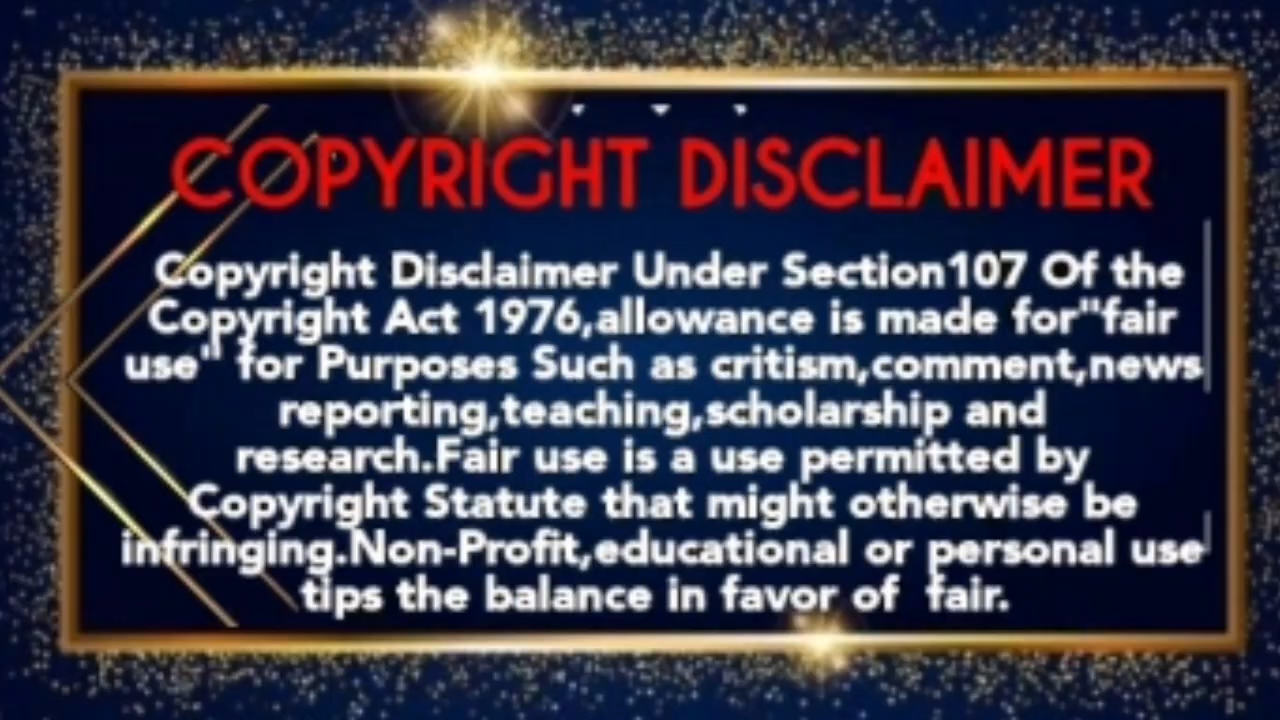 COPYRIGHT DISCLAIMER
Copyright Disclaimer Under Section107 Of the
Copyright Act 1976,allowance is made for"fair
use" for Purposes Such as critism,comment,news
reporting,teaching,scholarship and
research.Fair use is a use permitted by
Copyright Statute that might otherwise be
infringing.Non-Profit,educational or personal use
tips the balance in favor of  fair.